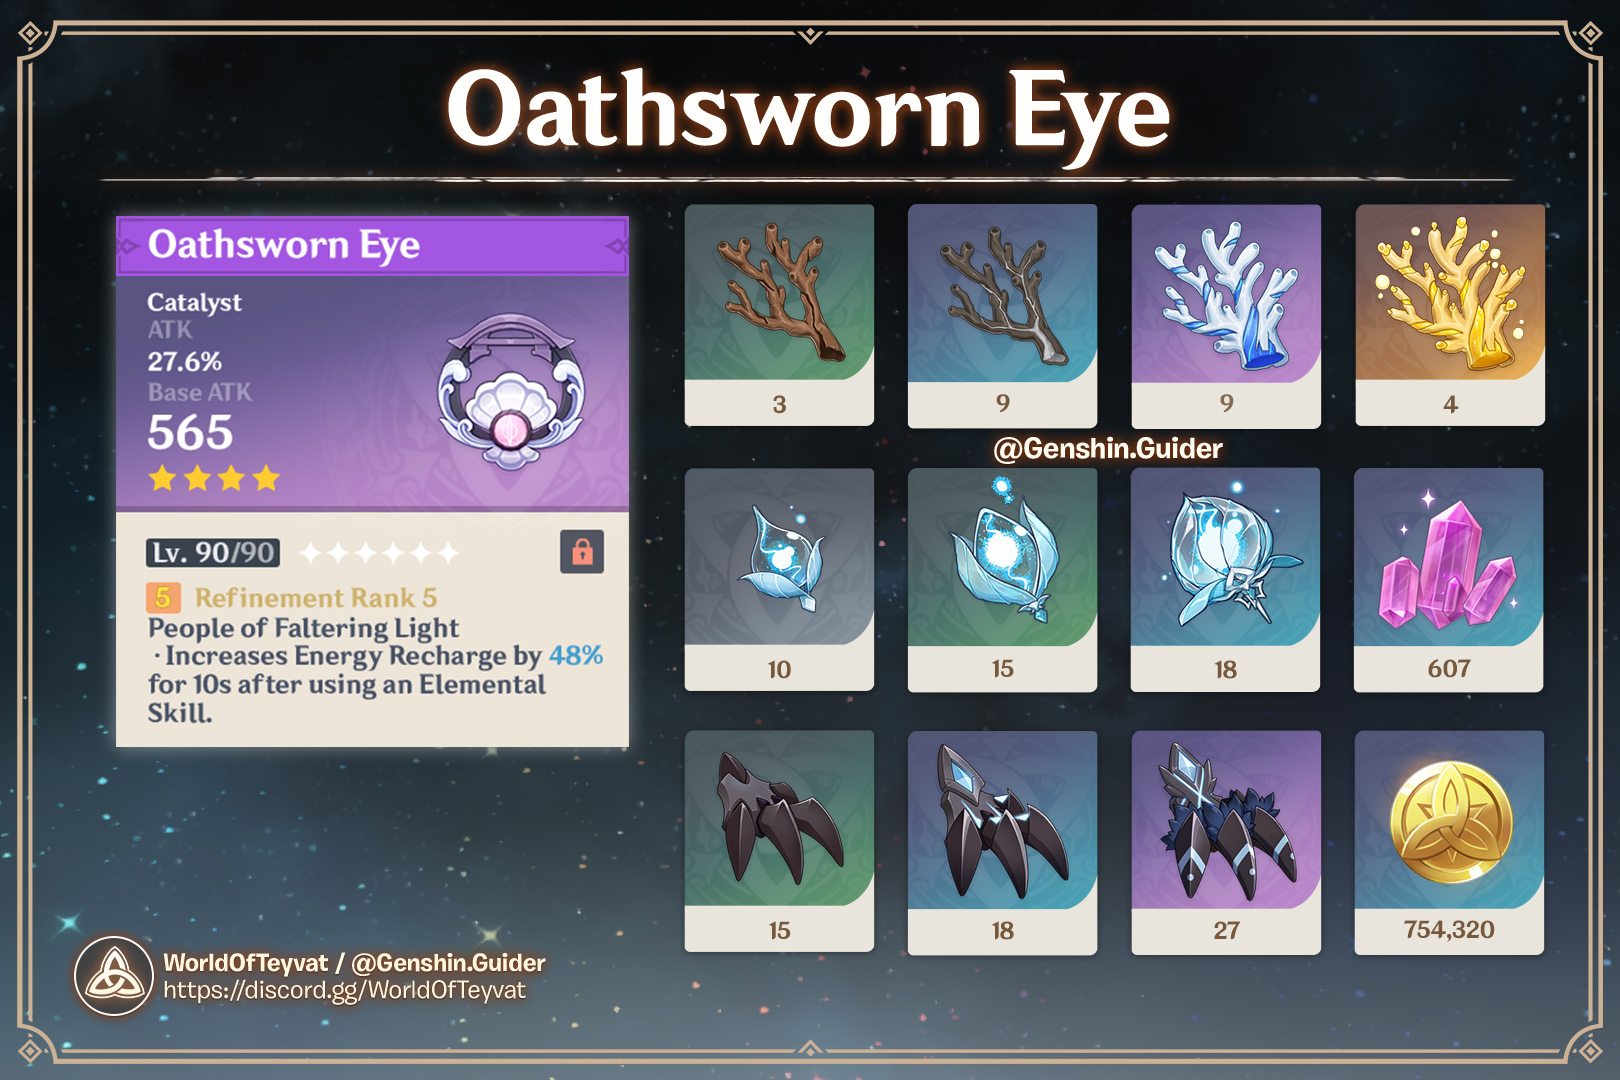 Oathsworn Eye
Oathsworn Eye
Catalyst
ATK
27.6%
Base ATK
565
Lv. 90/90
5 Refinement Rank 5
People of Faltering Light
· Increases Energy Recharge by 48%
for 10s after using an Elemental
Skill.
3 9 9 4
@Genshin.Guider
10 15 18 607
15 18 27 754,320
WorldOfTeyvat / @Genshin.Guider
https://discord.gg/WorldOfTeyvat